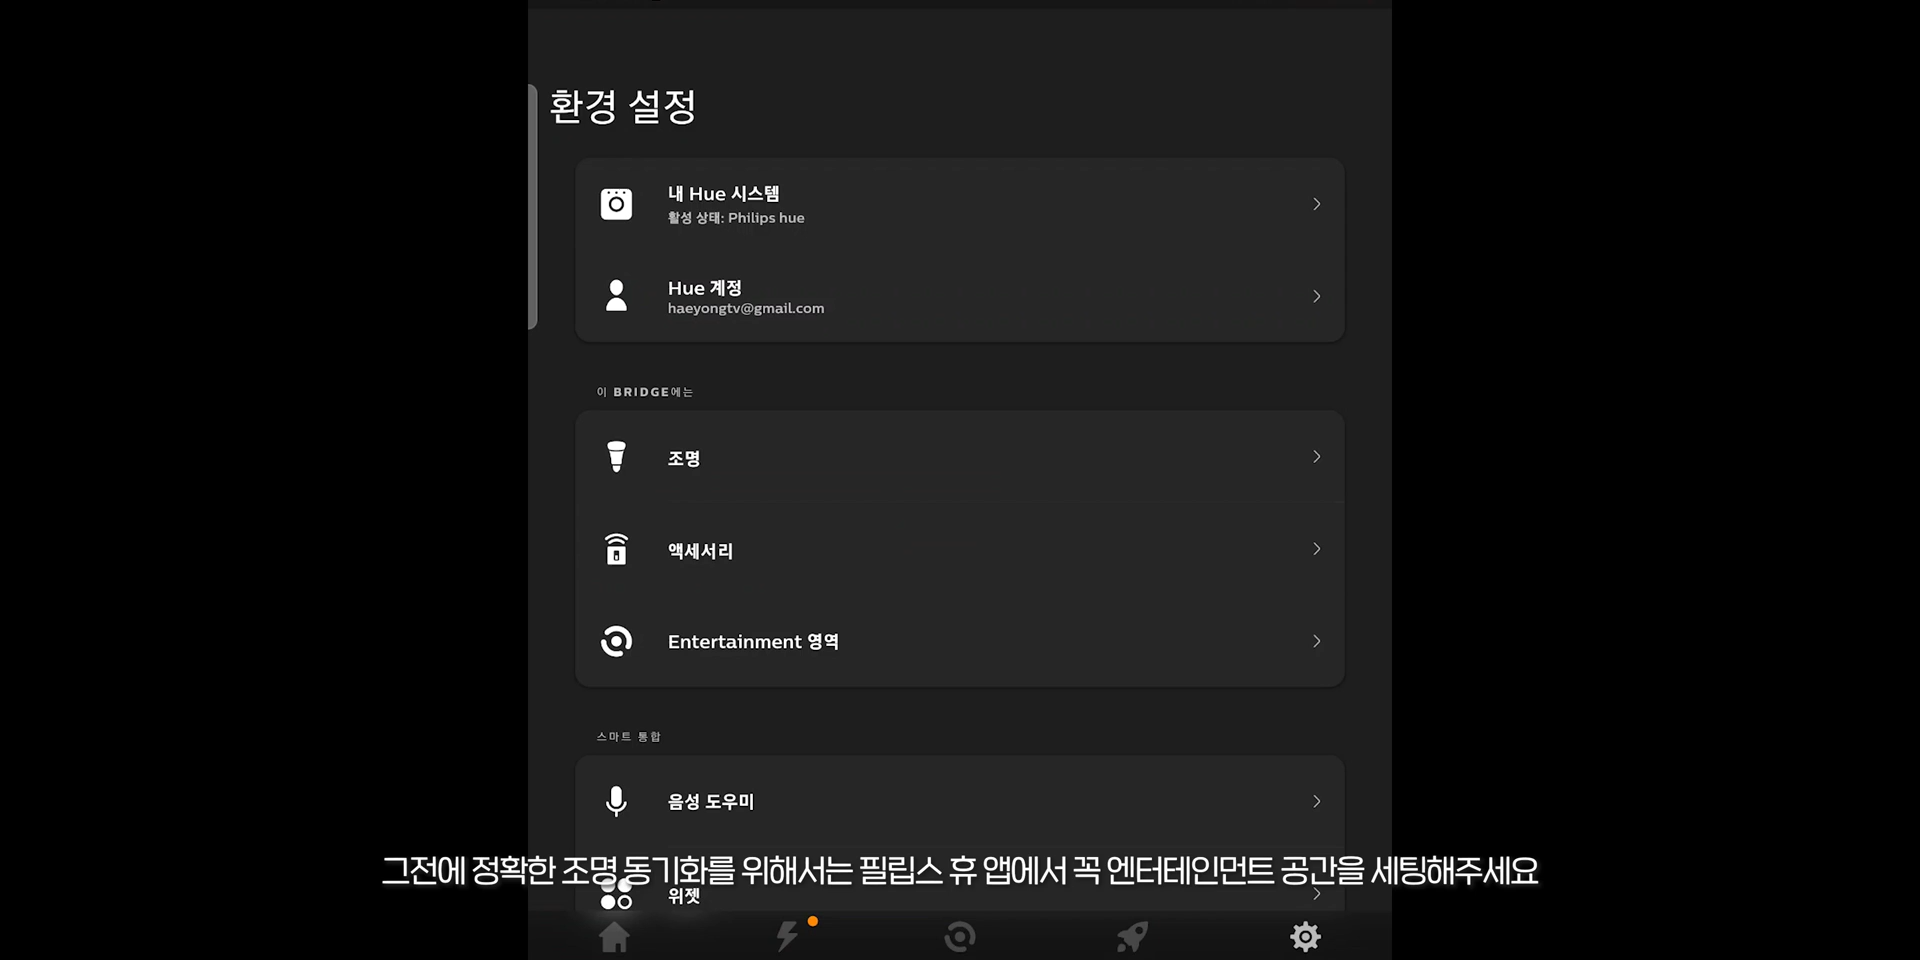 환경 설정
내 Hue 시스템
활성 상태: Philips hue
Hue 계정
haeyongtv@gmail.com
이 BRIDGE에는
조명
액세서리
Entertainment 영역
스마트 통합
음성 도우미
그전에 정확한 조명 동기화를 위해서는 필립스 휴 앱에서 꼭 엔터테인먼트 공간을 세팅해주세요
위젯